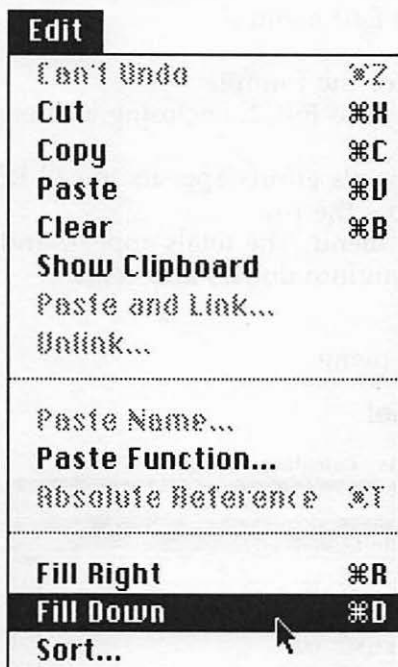 Edit
Can't Undo ⌘Z
Cut ⌘X
Copy ⌘C
Paste ⌘V
Clear ⌘B
Show Clipboard
Paste and Link...
Unlink...
Paste Name...
Paste Function...
Absolute Reference ⌘T
Fill Right ⌘R
Fill Down ⌘D
Sort...